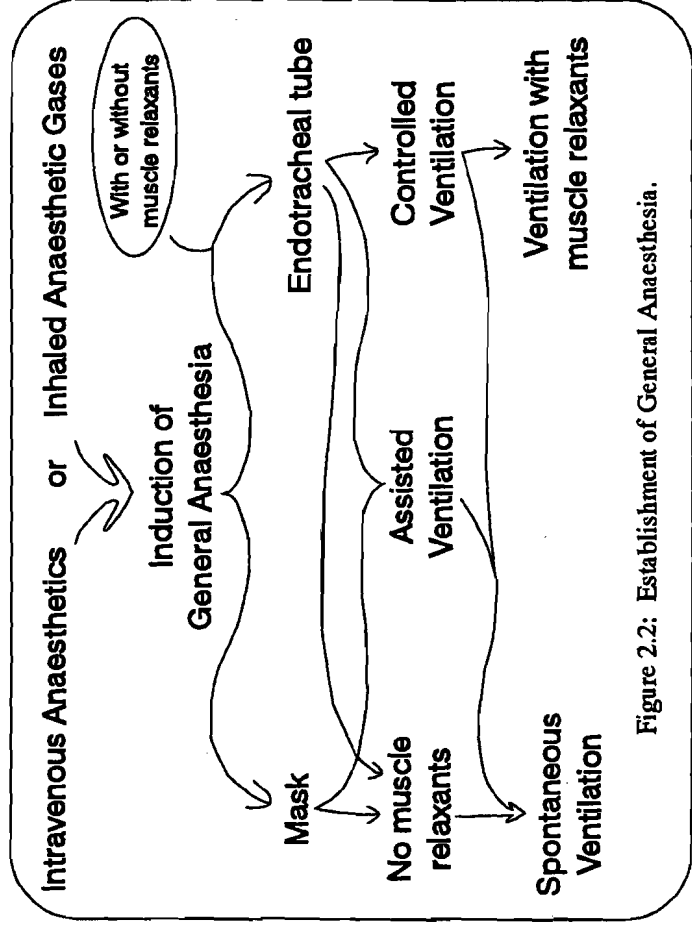 Intravenous Anaesthetics or Inhaled Anaesthetic Gases
With or without
muscle relaxants
Induction of
General Anaesthesia
Mask
Endotracheal tube
No muscle
relaxants
Assisted
Ventilation
Controlled
Ventilation
Spontaneous
Ventilation
Ventilation with
muscle relaxants
Figure 2.2: Establishment of General Anaesthesia.